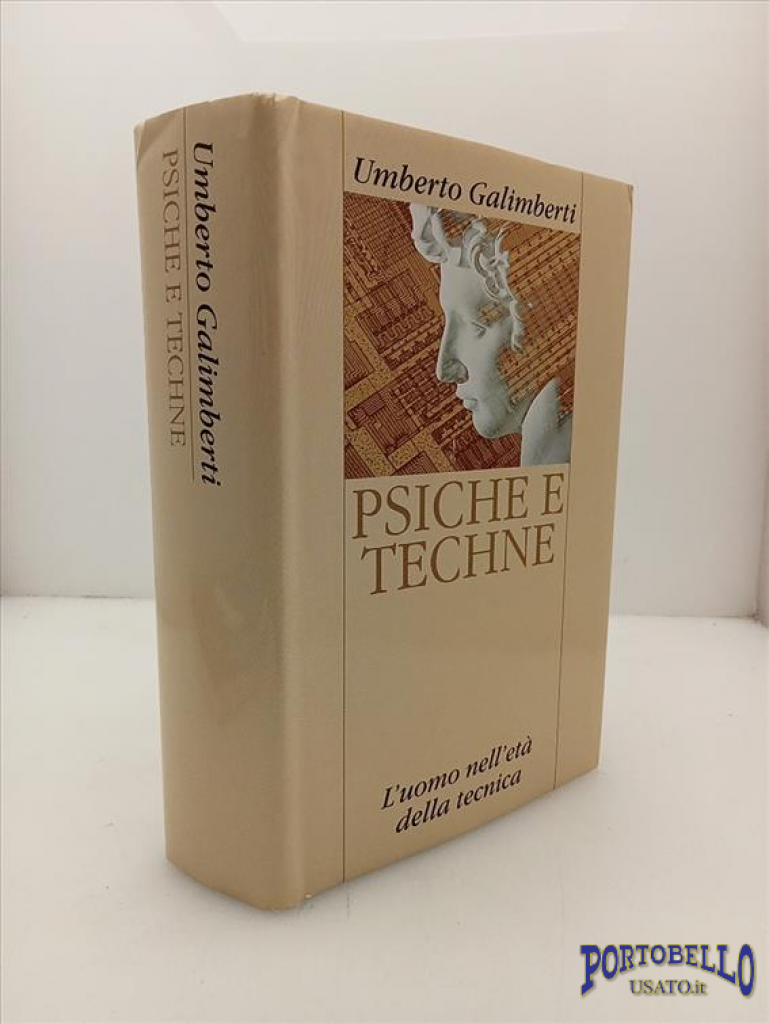 Umberto Galimberti
PSICHE E TECHNE
Umberto Galimberti
PSICHE E
TECHNE
L'uomo nell'età
della tecnica
PORTOBELLO
USATO.it